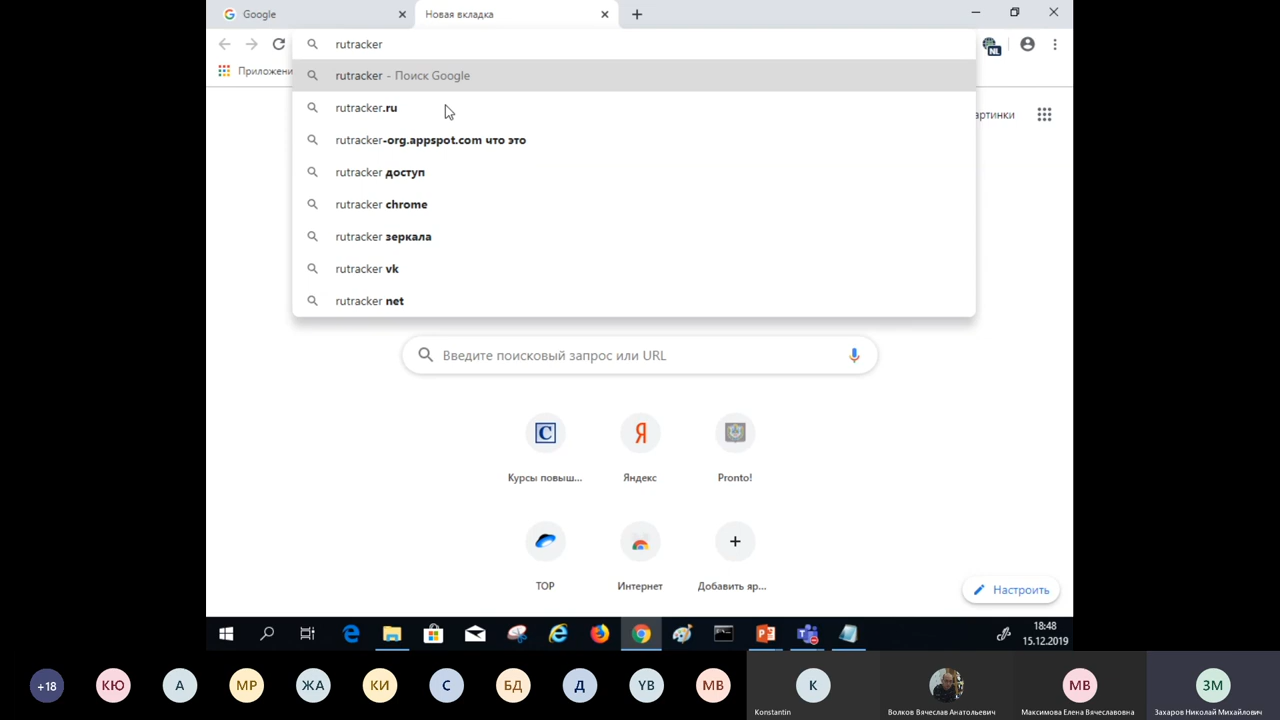 Google
Новая вкладка
rutracker
NL
Приложени
rutracker - Поиск Google
rutracker.ru
rutracker-org.appspot.com что это
rutracker доступ
rutracker chrome
rutracker зеркала
rutracker vk
rutracker net
артинки
Введите поисковый запрос или URL
Курсы повыш...
Яндекс
Pronto!
TOP
Интернет
Добавить яр...
Настроить
18:48
15.12.2019
+18
КЮ
А
МР
ЖА
КИ
С
БД
Д
YB
МВ
K
МВ
ЗМ
Konstantin
Волков Вячеслав Анатольевич
Максимова Елена Вячеславовна
Захаров Николай Михайлович